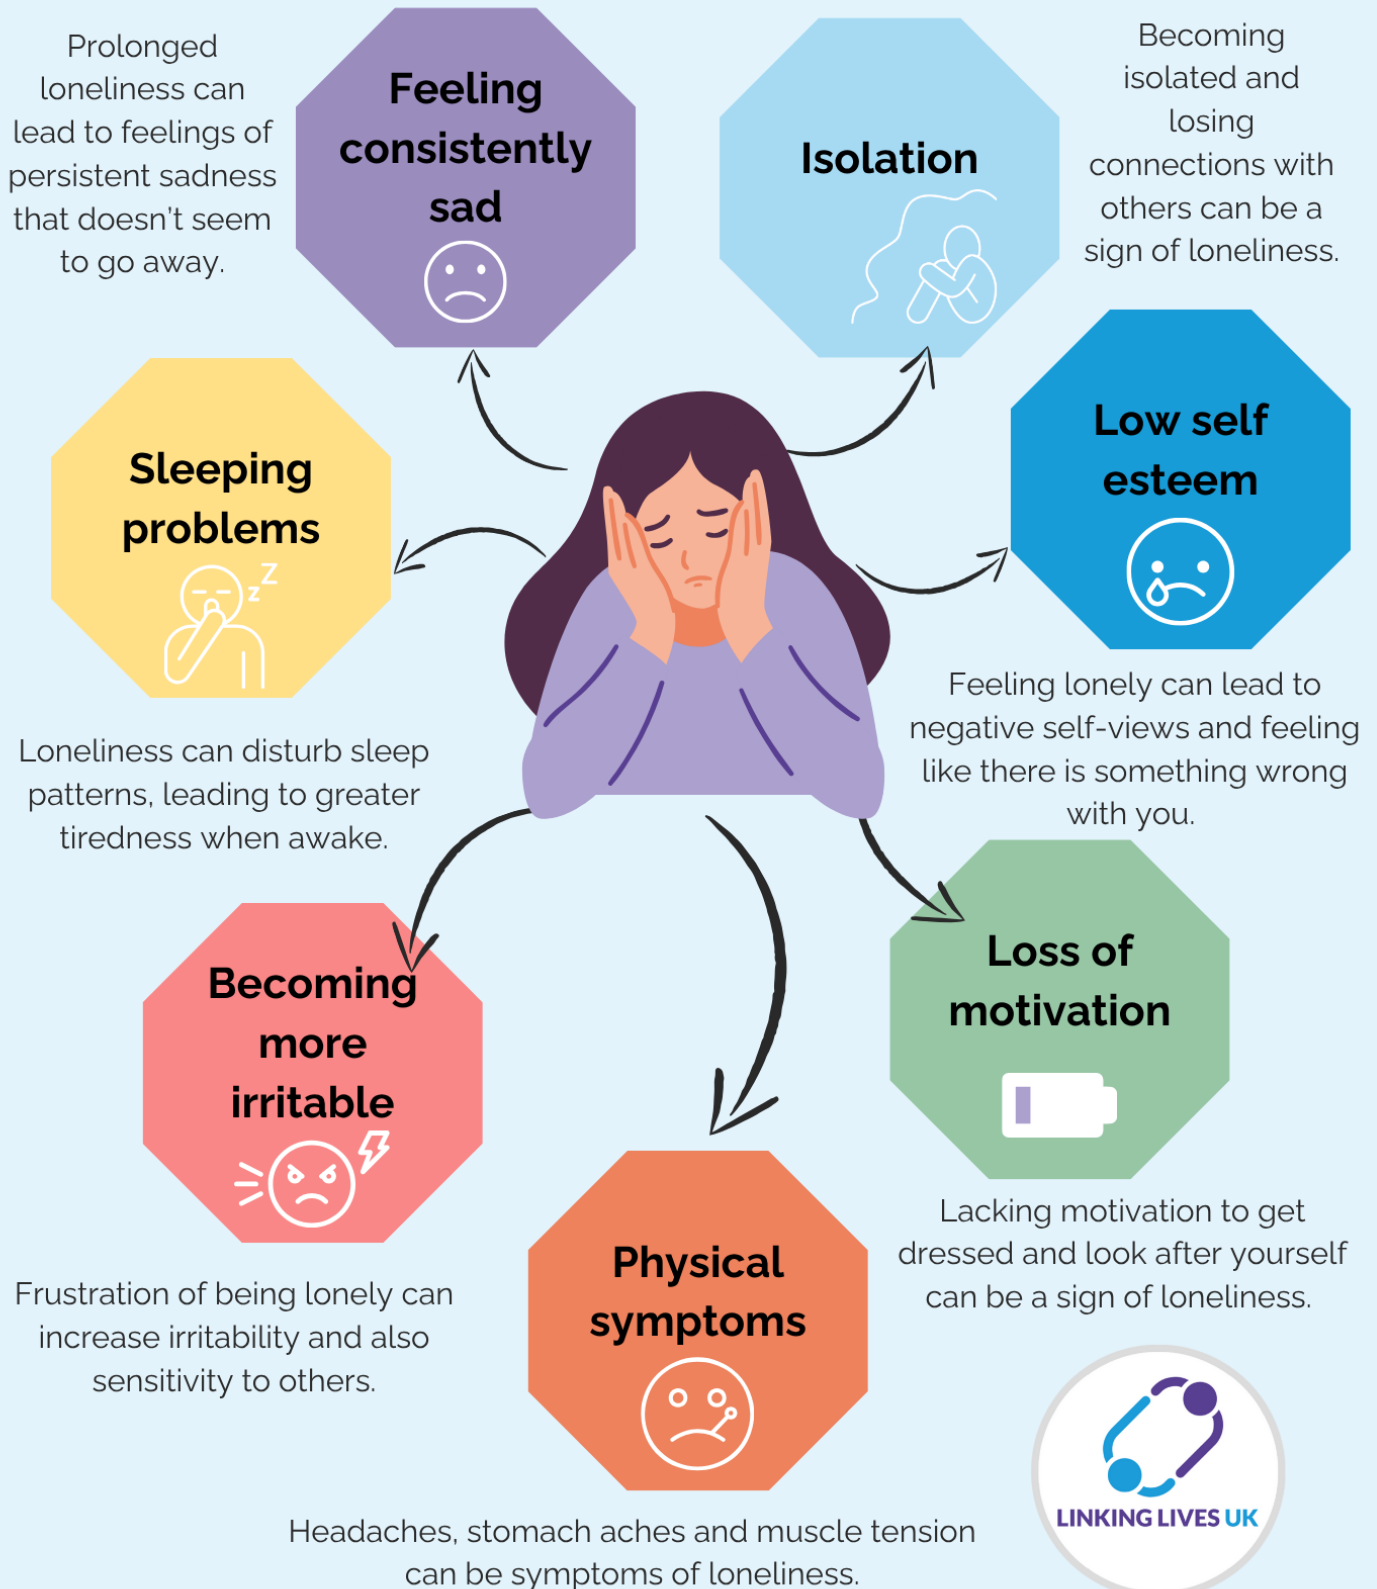 Prolonged
loneliness can
lead to feelings of
persistent sadness
that doesn't seem
to go away.
Feeling
consistently
sad
Isolation
Becoming
isolated and
losing
connections with
others can be a
sign of loneliness.
Sleeping
problems
z
Z
Loneliness can disturb sleep
patterns, leading to greater
tiredness when awake.
Low self
esteem
Feeling lonely can lead to
negative self-views and feeling
like there is something wrong
with you.
Becoming
more
irritable
Frustration of being lonely can
increase irritability and also
sensitivity to others.
Loss of
motivation
Lacking motivation to get
dressed and look after yourself
can be a sign of loneliness.
Physical
symptoms
Headaches, stomach aches and muscle tension
can be symptoms of loneliness.
LINKING LIVES UK